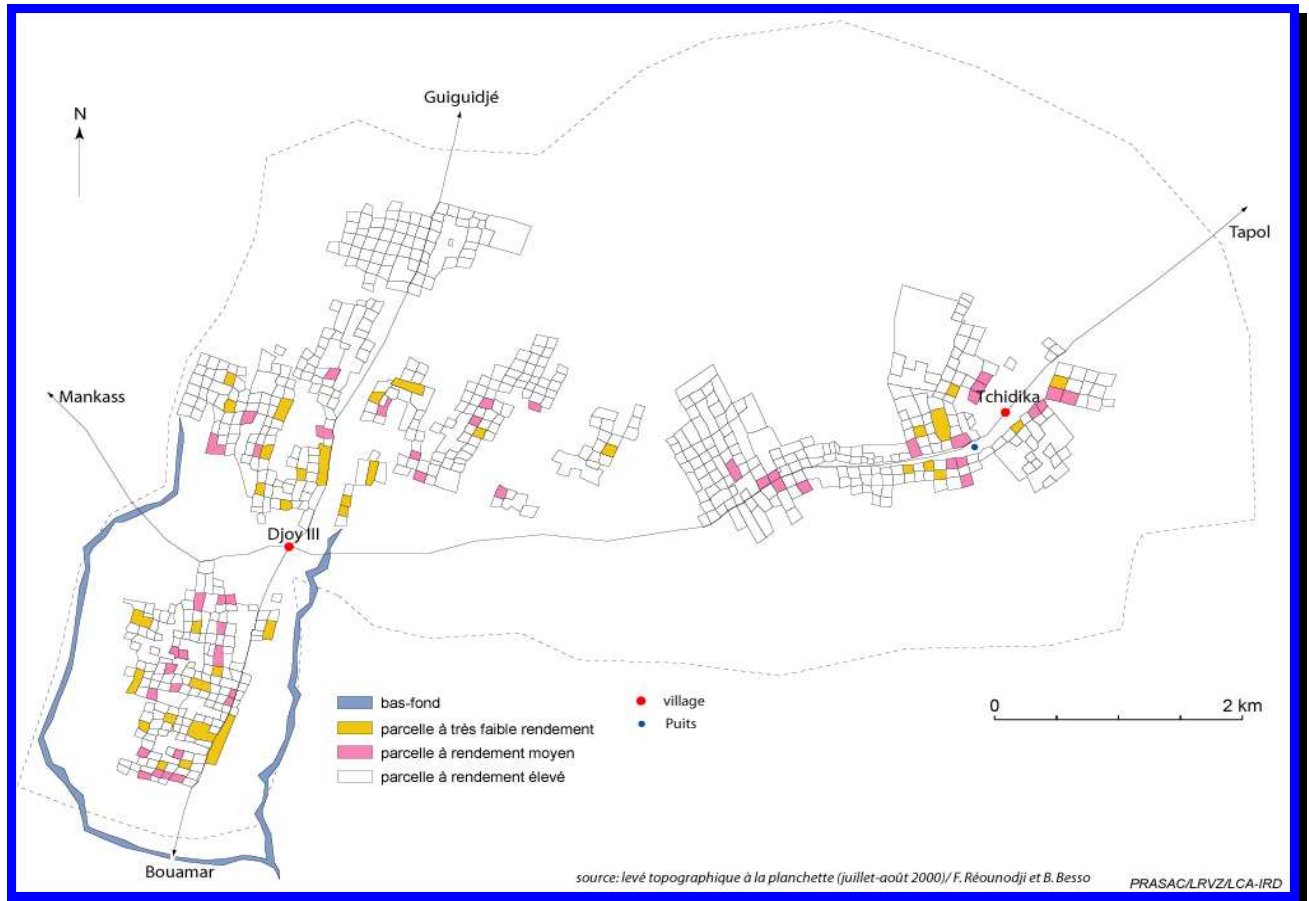 Guiguidjé
N
Tapol
Mankass
Tchidika
Djoy III
bas-fond
parcelle à très faible rendement
parcelle à rendement moyen
parcelle à rendement élevé
village
Puits
0 2 km
Bouamar
source: levé topographique à la planchette (juillet-août 2000)/ F. Réounodji et B. Besso
PRASAC/LRVZ/LCA-IRD